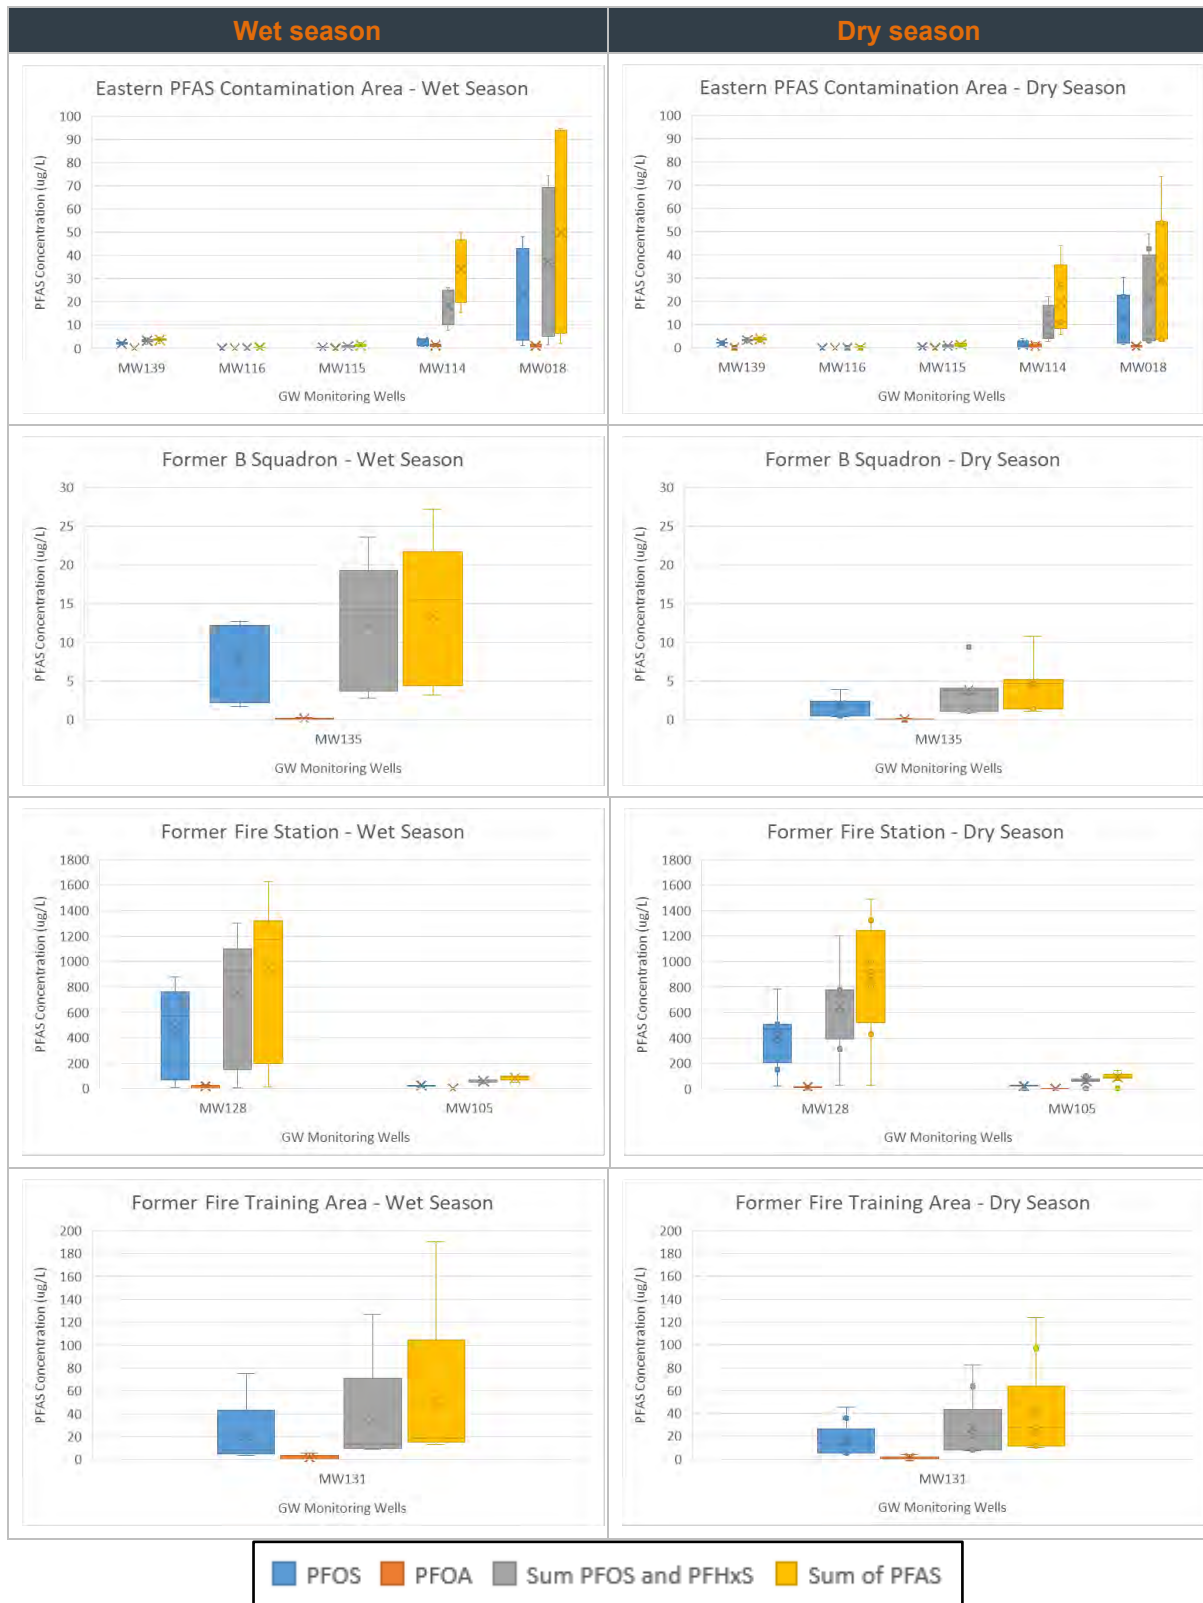 Wet season
Dry season
Eastern PFAS Contamination Area - Wet Season
PFAS Concentration (ug/L)
100
90
80
70
60
50
40
30
20
10
0
MW139 MW116 MW115 MW114 MW018
GW Monitoring Wells
Eastern PFAS Contamination Area - Dry Season
PFAS Concentration (ug/L)
100
90
80
70
60
50
40
30
20
10
0
MW139 MW116 MW115 MW114 MW018
GW Monitoring Wells
Former B Squadron - Wet Season
PFAS Concentration (ug/L)
30
25
20
15
10
5
0
MW135
GW Monitoring Wells
Former B Squadron - Dry Season
PFAS Concentration (ug/L)
30
25
20
15
10
5
0
MW135
GW Monitoring Wells
Former Fire Station - Wet Season
PFAS Concentration (ug/L)
1800
1600
1400
1200
1000
800
600
400
200
0
MW128 MW105
GW Monitoring Wells
Former Fire Station - Dry Season
PFAS Concentration (ug/L)
1800
1600
1400
1200
1000
800
600
400
200
0
MW128 MW105
GW Monitoring Wells
Former Fire Training Area - Wet Season
PFAS Concentration (ug/L)
200
180
160
140
120
100
80
60
40
20
0
MW131
GW Monitoring Wells
Former Fire Training Area - Dry Season
PFAS Concentration (ug/L)
200
180
160
140
120
100
80
60
40
20
0
MW131
GW Monitoring Wells
PFOS PFOA Sum PFOS and PFHxS Sum of PFAS